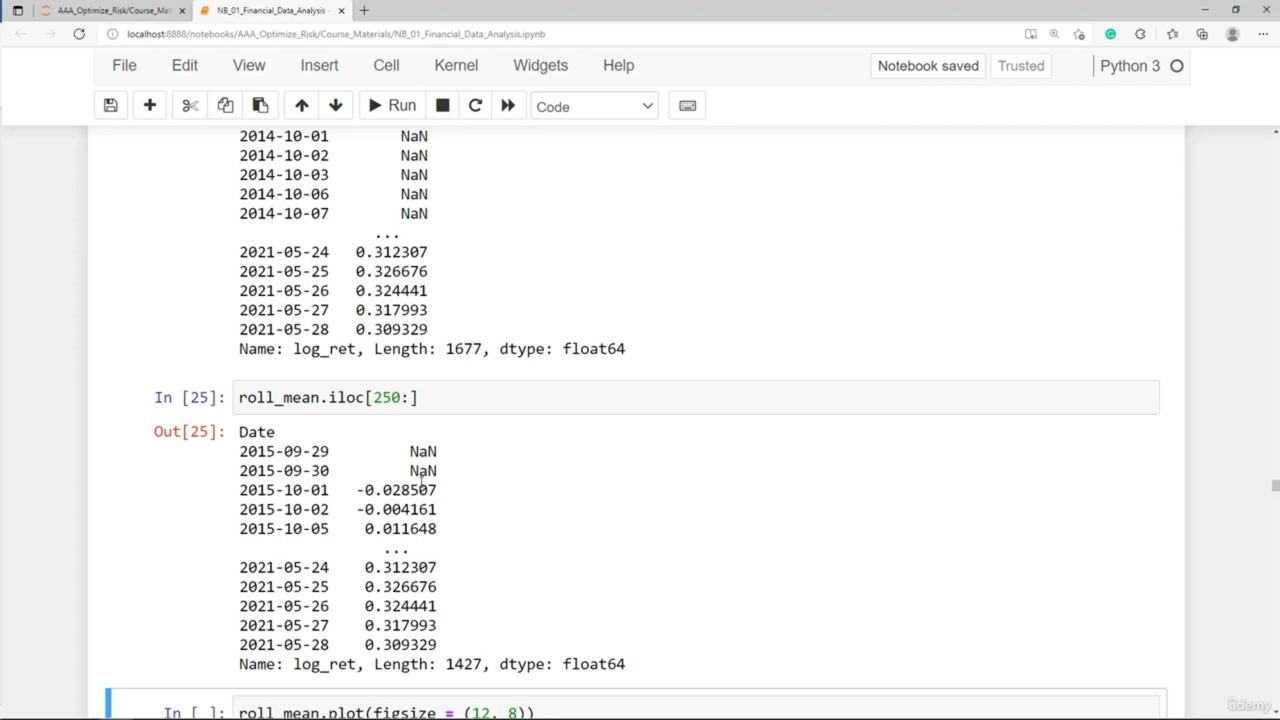 AAA_Optimize_Risk/Course_Mate
NB_01_Financial_Data_Analysis -
localhost:8888/notebooks/AAA_Optimize_Risk/Course_Materials/NB_01_Financial_Data_Analysis.ipynb
File Edit View Insert Cell Kernel Widgets Help Notebook saved Trusted Python 3
Run Code
2014-10-01 NaN
2014-10-02 NaN
2014-10-03 NaN
2014-10-06 NaN
2014-10-07 NaN
...
2021-05-24 0.312307
2021-05-25 0.326676
2021-05-26 0.324441
2021-05-27 0.317993
2021-05-28 0.309329
Name: log_ret, Length: 1677, dtype: float64
In [25]: roll_mean.iloc[250:]
Out[25]: Date
2015-09-29 NaN
2015-09-30 NaN
2015-10-01 -0.028507
2015-10-02 -0.004161
2015-10-05 0.011648
...
2021-05-24 0.312307
2021-05-25 0.326676
2021-05-26 0.324441
2021-05-27 0.317993
2021-05-28 0.309329
Name: log_ret, Length: 1427, dtype: float64
In [ ]: roll_mean.plot(figsize = (12, 8))
ûdemy